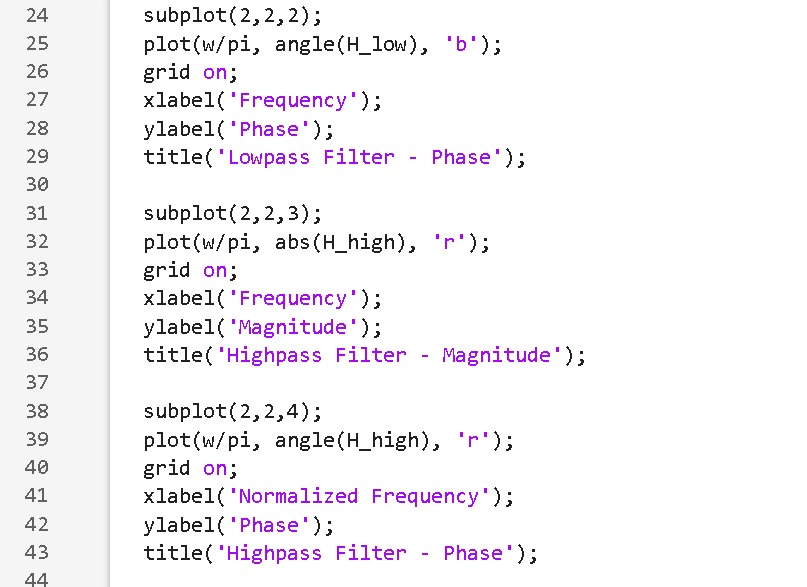 24 subplot(2,2,2);
25 plot(w/pi, angle(H_low), 'b');
26 grid on;
27 xlabel('Frequency');
28 ylabel('Phase');
29 title('Lowpass Filter - Phase');
30
31 subplot(2,2,3);
32 plot(w/pi, abs(H_high), 'r');
33 grid on;
34 xlabel('Frequency');
35 ylabel('Magnitude');
36 title('Highpass Filter - Magnitude');
37
38 subplot(2,2,4);
39 plot(w/pi, angle(H_high), 'r');
40 grid on;
41 xlabel('Normalized Frequency');
42 ylabel('Phase');
43 title('Highpass Filter - Phase');
44